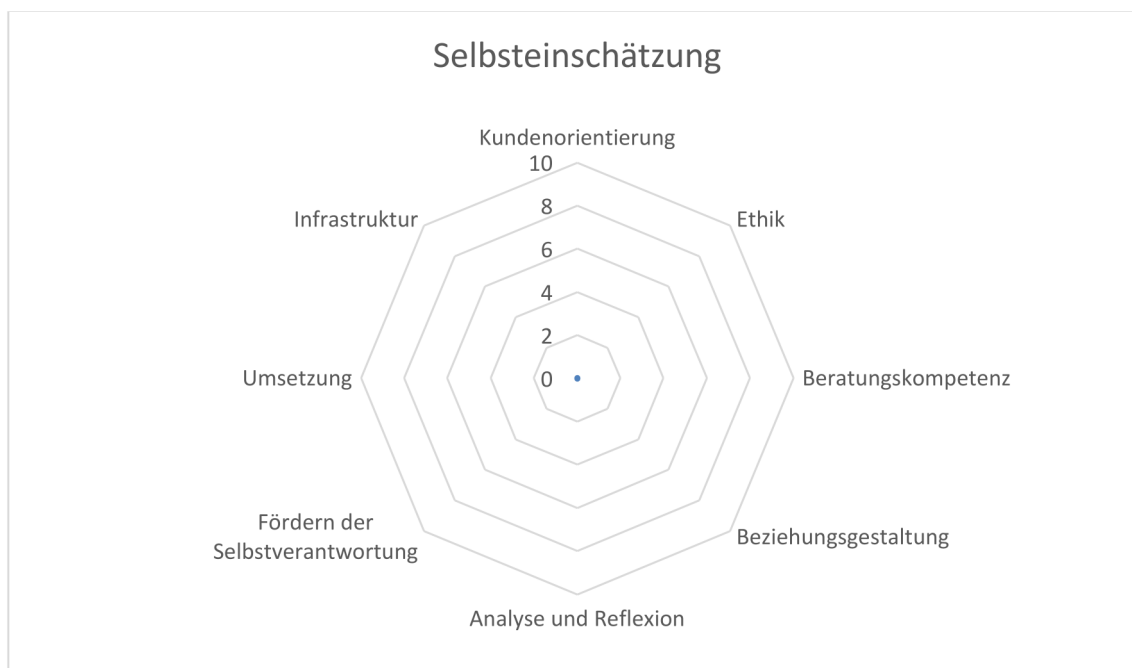 Selbsteinschätzung
Kundenorientierung
10
8
6
4
2
0
Ethik
Beratungskompetenz
Beziehungsgestaltung
Analyse und Reflexion
Fördern der
Selbstverantwortung
Umsetzung
Infrastruktur